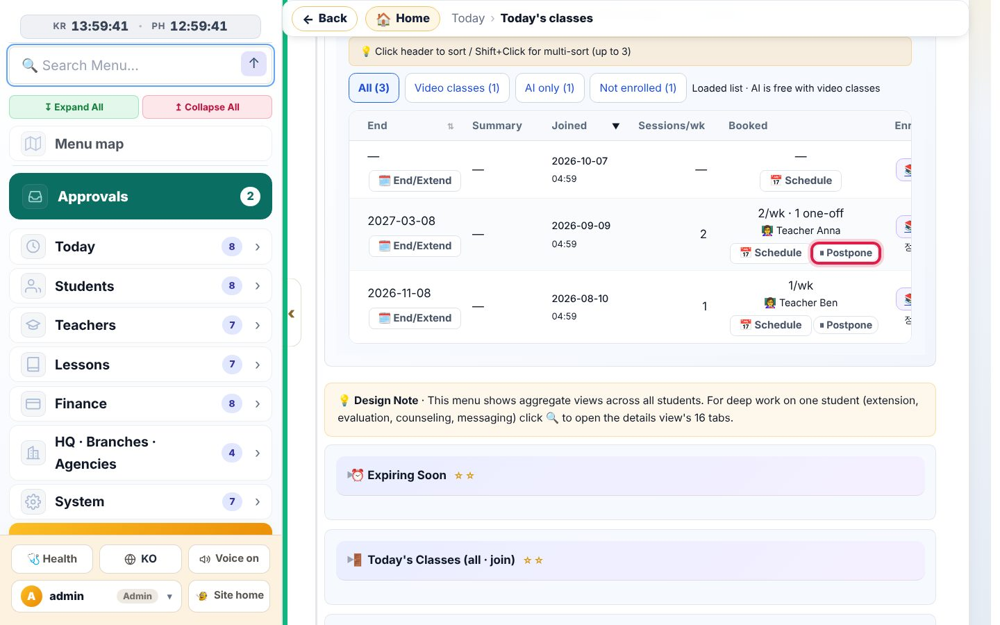 KR 13:59:41 • PH 12:59:41
🔍 Search Menu...
↑
↧ Expand All
↥ Collapse All
Menu map
Approvals 2
Today 8 ›
Students 8 ›
Teachers 7 ›
Lessons 7 ›
Finance 8 ›
HQ · Branches · Agencies 4 ›
System 7 ›
🩺 Health
KO
Voice on
A admin Admin ▼
Site home
← Back
🏠 Home
Today › Today's classes
💡 Click header to sort / Shift+Click for multi-sort (up to 3)
All (3)
Video classes (1)
AI only (1)
Not enrolled (1)
Loaded list · AI is free with video classes
End ⇅ Summary Joined ▼ Sessions/wk Booked Enr
— — 2026-10-07 — —
🗓️ End/Extend 04:59 📅 Schedule
2027-03-08 — 2026-09-09 2 2/wk · 1 one-off
👩‍🏫 Teacher Anna
🗓️ End/Extend 04:59 📅 Schedule ⏸ Postpone
2026-11-08 — 2026-08-10 1 1/wk
👩‍🏫 Teacher Ben
🗓️ End/Extend 04:59 📅 Schedule ⏸ Postpone
«
💡 Design Note · This menu shows aggregate views across all students. For deep work on one student (extension,
evaluation, counseling, messaging) click 🔍 to open the details view's 16 tabs.
⏰ Expiring Soon ☆ ☆
🚪 Today's Classes (all · join) ☆ ☆